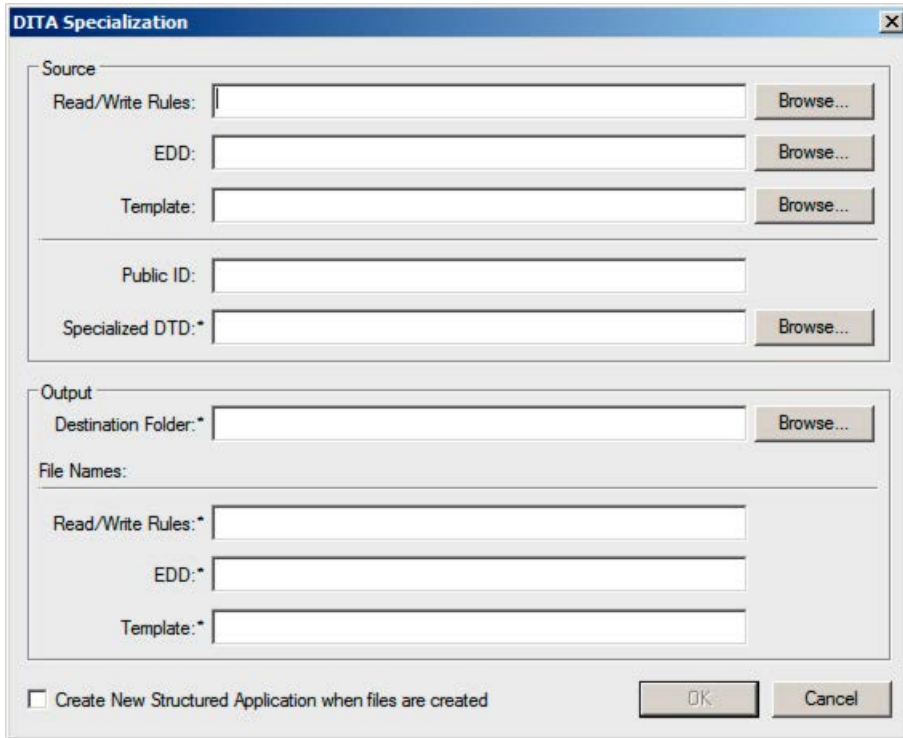 DITA Specialization
Source
Read/Write Rules: Browse...
EDD: Browse...
Template: Browse...
Public ID:
Specialized DTD:* Browse...
Output
Destination Folder:* Browse...
File Names:
Read/Write Rules:*
EDD:*
Template:*
Create New Structured Application when files are created OK Cancel